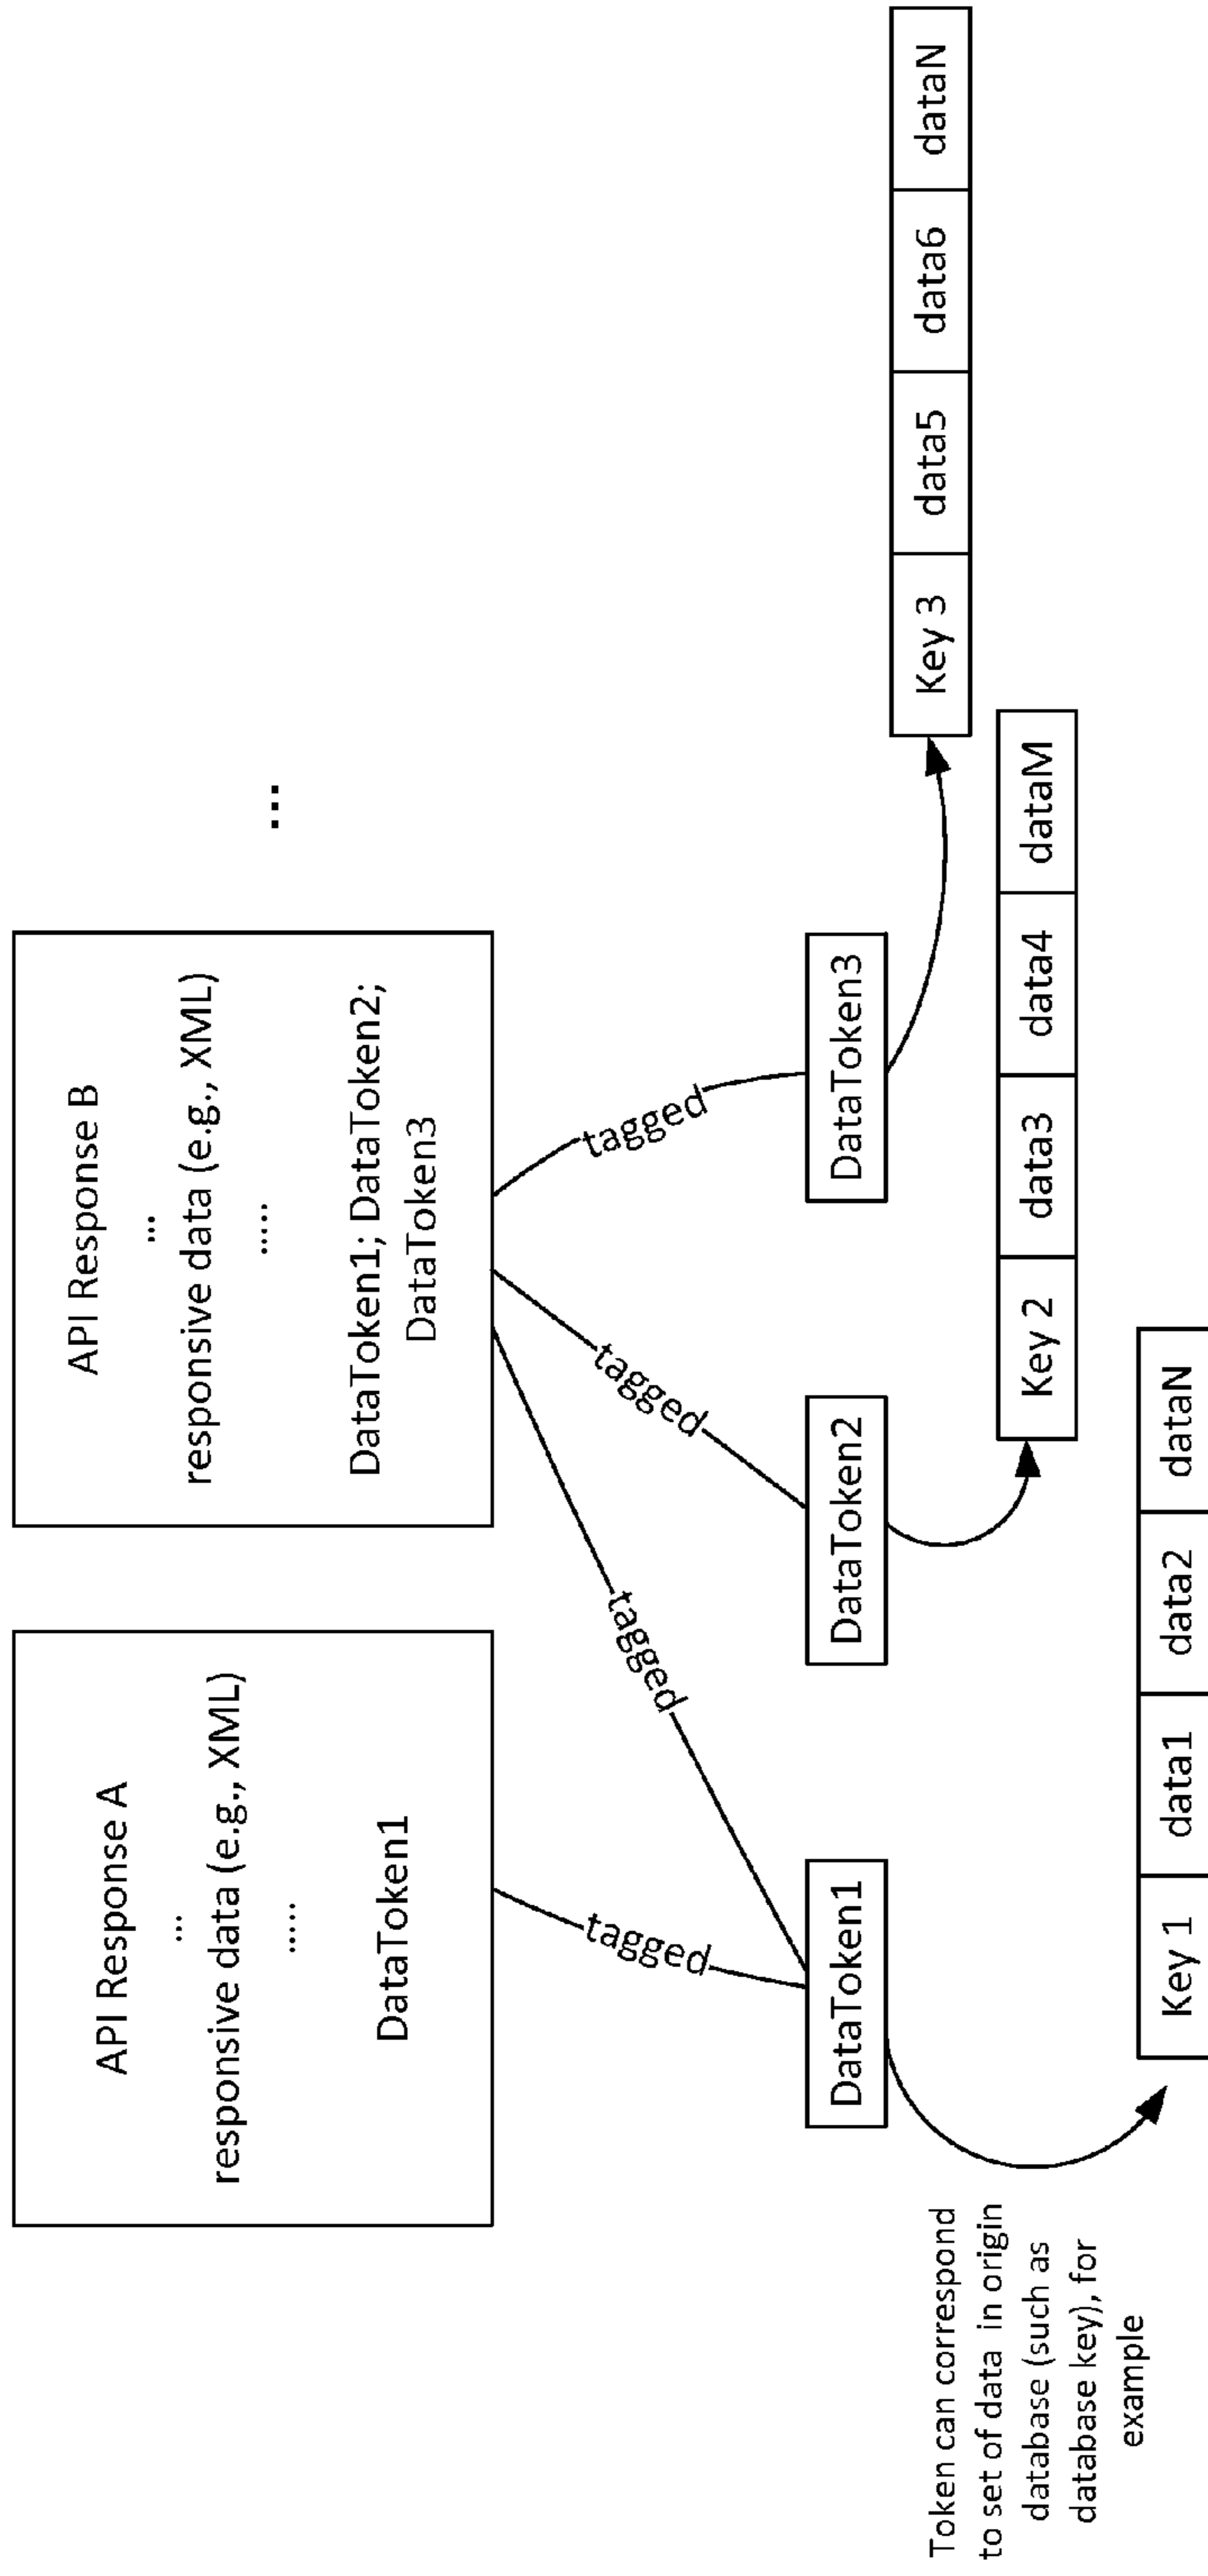 API Response A
...
responsive data (e.g., XML)
.....
DataToken1
API Response B
...
responsive data (e.g., XML)
.....
DataToken1; DataToken2;
DataToken3
...
tagged
tagged
tagged
tagged
DataToken1
DataToken2
DataToken3
Token can correspond
to set of data in origin
database (such as
database key), for
example
Key 1 data1 data2 dataN
Key 2 data3 data4 dataM
Key 3 data5 data6 dataN